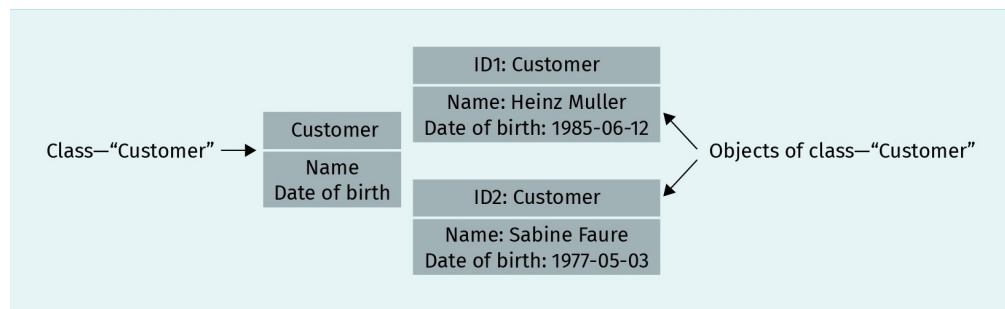 Class—“Customer”
Customer
Name
Date of birth
ID1: Customer
Name: Heinz Muller
Date of birth: 1985-06-12
ID2: Customer
Name: Sabine Faure
Date of birth: 1977-05-03
Objects of class—“Customer”